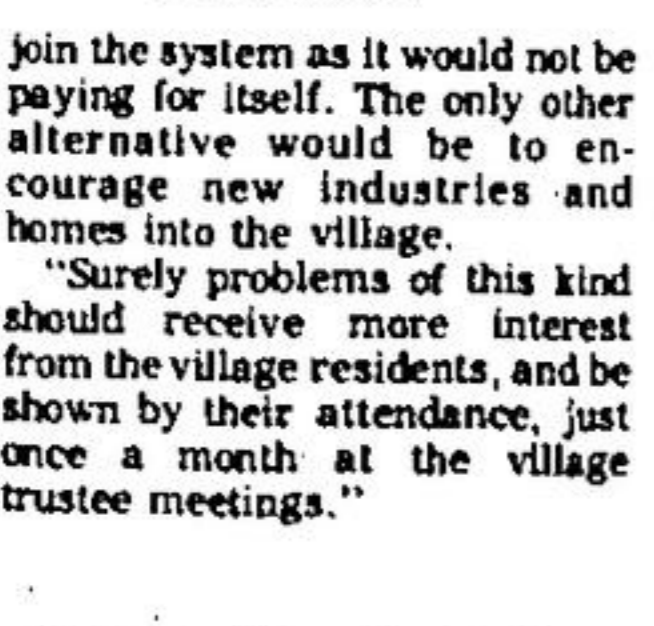 join the system as it would not be
paying for itself. The only other
alternative would be to en-
courage new industries and
homes into the village.
"Surely problems of this kind
should receive more interest
from the village residents, and be
shown by their attendance, just
once a month at the village
trustee meetings."